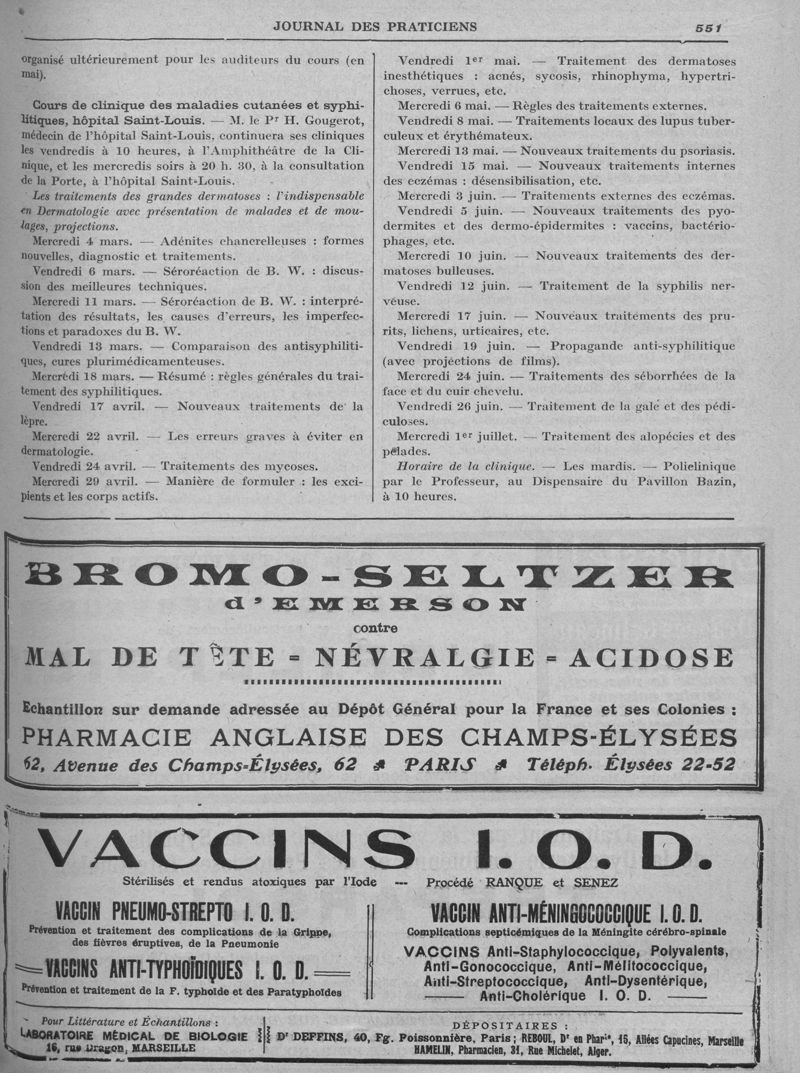 JOURNAL DES PRATICIENS
551
organisé ultérieurement pour les auditeurs du cours (en
mai).
Cours de clinique des maladies cutanées et syphi-
litiques, hôpital Saint-Louis. — M. le Pr H. Gougerot,
médecin de l'hôpital Saint-Louis, continuera ses cliniques
les vendredis à 10 heures, à l'Amphithéâtre de la Cli-
nique, et les mercredis soirs à 20 h. 30, à la consultation
de la Porte, à l'hôpital Saint-Louis.
Les traitements des grandes dermatoses : l'indispensable
en Dermatologie avec présentation de malades et de mou-
lages, projections.
Mercredi 4 mars. — Adénites chancrelleuses : formes
nouvelles, diagnostic et traitements.
Vendredi 6 mars. — Séroréaction de B. W. : discus-
sion des meilleures techniques.
Mercredi 11 mars. — Séroréaction de B. W. : interpré-
tation des résultats, les causes d'erreurs, les imperfec-
tions et paradoxes du B. W.
Vendredi 13 mars. — Comparaison des antisyphiliti-
ques, cures plurimédicamenteuses.
Mercredi 18 mars. — Résumé : règles générales du trai-
tement des syphilitiques.
Vendredi 17 avril. — Nouveaux traitements de la
lèpre.
Mercredi 22 avril. — Les erreurs graves à éviter en
dermatologie.
Vendredi 24 avril. — Traitements des mycoses.
Mercredi 29 avril. — Manière de formuler : les exci-
pients et les corps actifs.
Vendredi 1er mai. — Traitement des dermatoses
inesthétiques : acnés, sycosis, rhinophyma, hypertri-
choses, verrues, etc.
Mercredi 6 mai. — Règles des traitements externes.
Vendredi 8 mai. — Traitements locaux des lupus tuber-
culeux et érythémateux.
Mercredi 13 mai. — Nouveaux traitements du psoriasis.
Vendredi 15 mai. — Nouveaux traitements internes
des eczémas : désensibilisation, etc.
Mercredi 3 juin. — Traitements externes des eczémas.
Vendredi 5 juin. — Nouveaux traitements des pyo-
dermites et des dermo-épidermites : vaccins, bactério-
phages, etc.
Mercredi 10 juin. — Nouveaux traitements des der-
matoses bulleuses.
Vendredi 12 juin. — Traitement de la syphilis ner-
veuse.
Mercredi 17 juin. — Nouveaux traitements des pru-
rits, lichens, urticaires, etc.
Vendredi 19 juin. — Propagande anti-syphilitique
(avec projections de films).
Mercredi 24 juin. — Traitements des séborrhées de la
face et du cuir chevelu.
Vendredi 26 juin. — Traitement de la gale et des pédi-
culoses.
Mercredi 1er juillet. — Traitement des alopécies et des
pelades.
Horaire de la clinique. — Les mardis. — Policlinique
par le Professeur, au Dispensaire du Pavillon Bazin,
à 10 heures.
BROMO-SELTZER
d'EMERSON
contre
MAL DE TÊTE = NÉVRALGIE = ACIDOSE
Echantillon sur demande adressée au Dépôt Général pour la France et ses Colonies :
PHARMACIE ANGLAISE DES CHAMPS-ÉLYSÉES
62, Avenue des Champs-Élysées, 62 PARIS Téléph. Élysées 22-52
VACCINS I. O. D.
Stérilisés et rendus atoxiques par l'Iode — Procédé RANQUE et SENEZ
VACCIN PNEUMO-STREPTO I. O. D.
Prévention et traitement des complications de la Grippe,
des fièvres éruptives, de la Pneumonie
VACCINS ANTI-TYPHOÏDIQUES I. O. D.
Prévention et traitement de la F. typhoïde et des Paratyphoïdes
VACCIN ANTI-MÉNINGOCOCCIQUE I. O. D.
Complications septicémiques de la Méningite cérébro-spinale
VACCINS Anti-Staphylococcique, Polyvalents,
Anti-Gonococcique, Anti-Mélitococcique,
Anti-Streptococcique, Anti-Dysentérique,
Anti-Cholérique I. O. D.
Pour Littérature et Échantillons :
LABORATOIRE MÉDICAL DE BIOLOGIE
16, rue Dragon, MARSEILLE
DÉPOSITAIRES :
Dr DEFFINS, 40, Fg. Poissonnière, Paris ; REBOUL, Dr en Phar!e, 15, Allées Capucines, Marseille
HAMELIN, Pharmacien, 31, Rue Michelet, Alger.